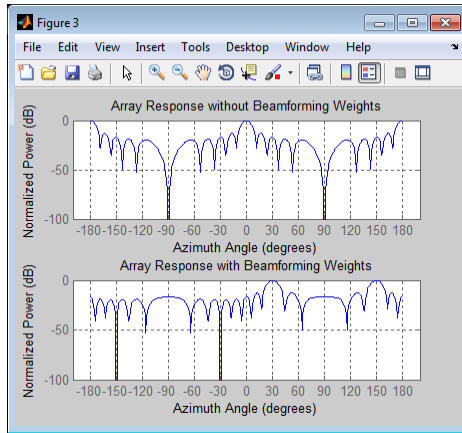 Figure 3
File Edit View Insert Tools Desktop Window Help
Array Response without Beamforming Weights
Normalized Power (dB)
0
-50
-100
-180 -150 -120 -90 -60 -30 0 30 60 90 120 150 180
Azimuth Angle (degrees)
Array Response with Beamforming Weights
Normalized Power (dB)
0
-50
-100
-180 -150 -120 -90 -60 -30 0 30 60 90 120 150 180
Azimuth Angle (degrees)